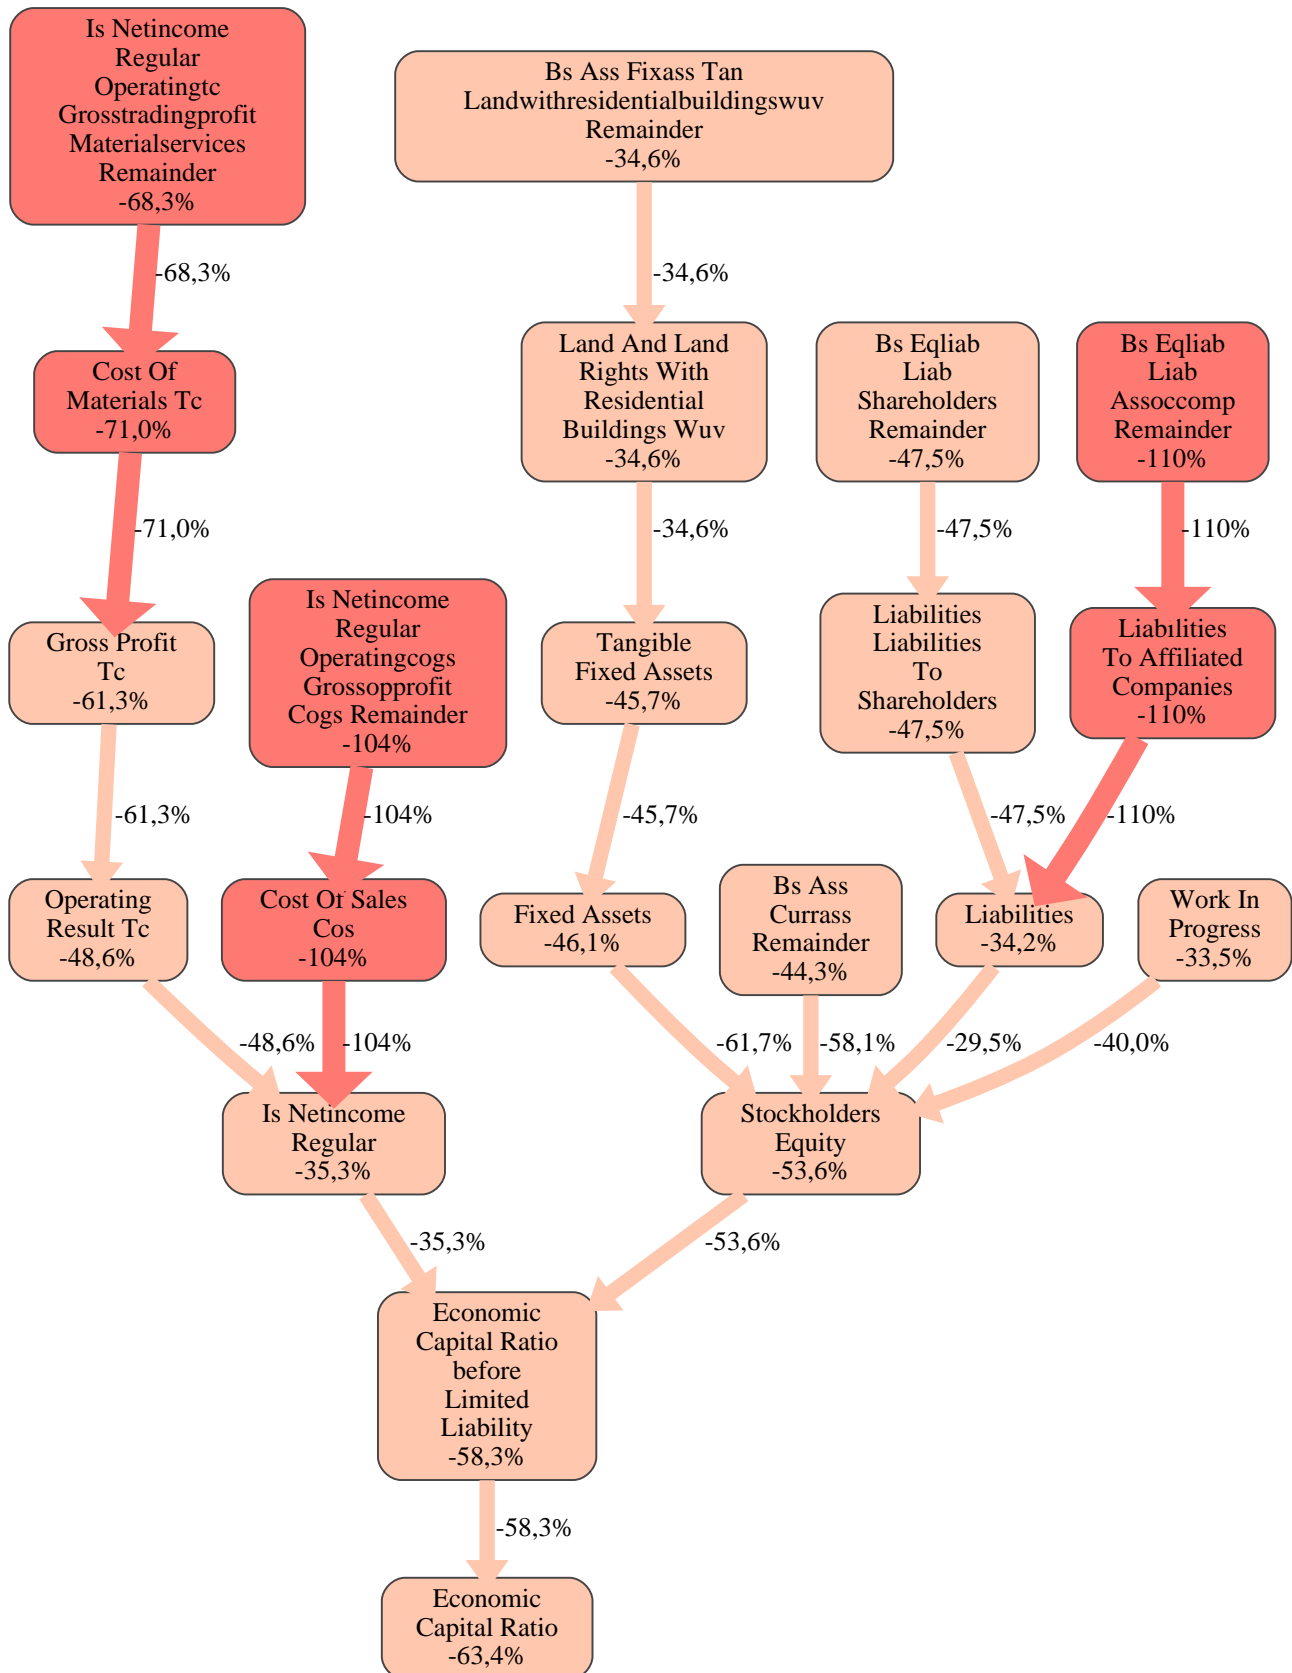 Is Netincome
Regular
Operatingtc
Grosstradingprofit
Materialservices
Remainder
-68,3%
Bs Ass Fixass Tan
Landwithresidentialbuildingswuv
Remainder
-34,6%
-68,3%
-34,6%
Cost Of
Materials Tc
-71,0%
Land And Land
Rights With
Residential
Buildings Wuv
-34,6%
Bs Eqliab
Liab
Shareholders
Remainder
-47,5%
Bs Eqliab
Liab
Assoccomp
Remainder
-110%
-71,0%
-34,6%
-47,5%
-110%
Gross Profit
Tc
-61,3%
Is Netincome
Regular
Operatingcogs
Grossopprofit
Cogs Remainder
-104%
Tangible
Fixed Assets
-45,7%
Liabilities
Liabilities
To
Shareholders
-47,5%
Liabilities
To Affiliated
Companies
-110%
-61,3%
-104%
-45,7%
-47,5%
-110%
Operating
Result Tc
-48,6%
Cost Of Sales
Cos
-104%
Fixed Assets
-46,1%
Bs Ass
Currass
Remainder
-44,3%
Liabilities
-34,2%
Work In
Progress
-33,5%
-48,6%
-104%
-61,7%
-58,1%
-29,5%
-40,0%
Is Netincome
Regular
-35,3%
Stockholders
Equity
-53,6%
-35,3%
-53,6%
Economic
Capital Ratio
before
Limited
Liability
-58,3%
-58,3%
Economic
Capital Ratio
-63,4%